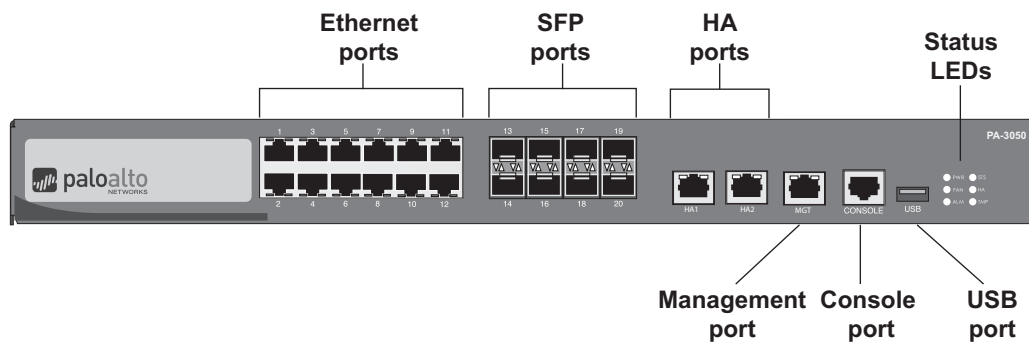 Ethernet
ports
SFP
ports
HA
ports
Status
LEDs
1 3 5 7 9 11
13 15 17 19
PA-3050
paloalto
NETWORKS
PWR STS
FAN HA
ALM TMP
2 4 6 8 10 12
14 16 18 20
HA1 HA2 MGT CONSOLE USB
Management
port
Console
port
USB
port